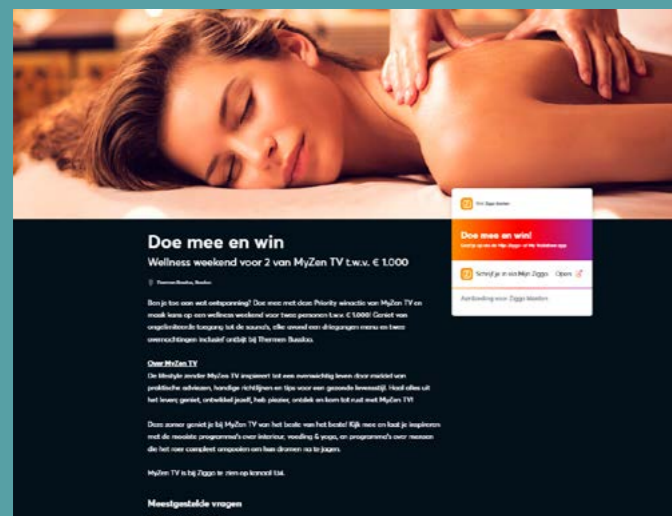 Doe mee en win
Wellness weekend voor 2 van MyZen TV t.w.v. € 1.000
Thermen Bussloo, Bussloo
Ben je toe aan wat ontspanning? Doe mee met deze Priority winactie van MyZen TV en
maak kans op een wellness weekend voor twee personen t.w.v. € 1.000! Geniet van
ongelimiteerde toegang tot de sauna's, elke avond een driegangen menu en twee
overnachtingen inclusief ontbijt bij Thermen Bussloo.
Over MyZen TV
De lifestyle zender MyZen TV inspireert tot een evenwichtig leven door middel van
praktische adviezen, handige richtlijnen en tips voor een gezonde levensstijl. Haal alles uit
het leven; geniet, ontwikkel jezelf, heb plezier, ontdek en kom tot rust met MyZen TV!
Deze zomer geniet je bij MyZen TV van het beste van het beste! Kijk mee en laat je inspireren
met de mooiste programma's over interieur, voeding & yoga, en programma's over mensen
die het roer compleet omgooien om hun dromen na te jagen.
MyZen TV is bij Ziggo te zien op kanaal
Meestgestelde vragen
Voor Ziggo klanten
Doe mee en win!
Schrijf je in via Mijn Ziggo Open
Aanbieding voor Ziggo klanten